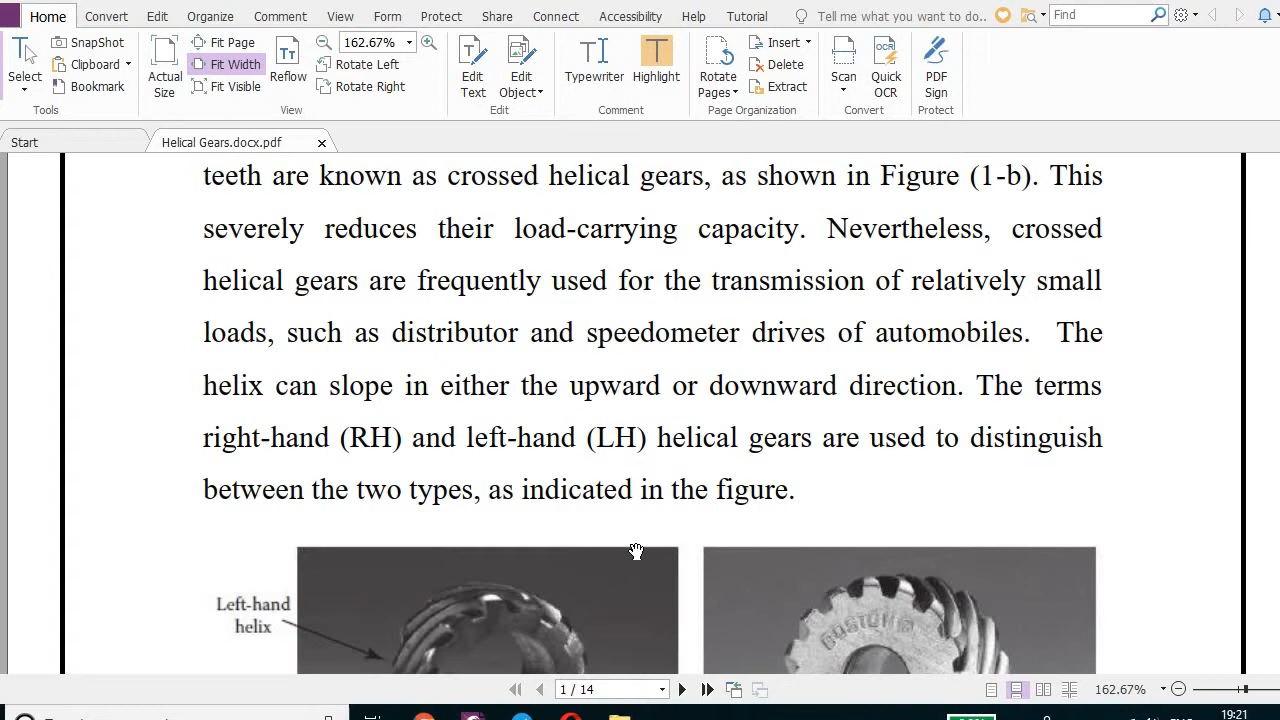 Home Convert Edit Organize Comment View Form Protect Share Connect Accessibility Help Tutorial Tell me what you want to do.. Find
Select
Tools
SnapShot
Clipboard
Bookmark
Actual Size
Fit Page
Fit Width
Fit Visible
Reflow
162.67%
Rotate Left
Rotate Right
View
Edit Text
Edit Object
Edit
Typewriter
Highlight
Comment
Rotate Pages
Insert
Delete
Extract
Page Organization
Scan
OCR
Quick OCR
Convert
PDF Sign
Protect
Start
Helical Gears.docx.pdf
teeth are known as crossed helical gears, as shown in Figure (1-b). This
severely reduces their load-carrying capacity. Nevertheless, crossed
helical gears are frequently used for the transmission of relatively small
loads, such as distributor and speedometer drives of automobiles. The
helix can slope in either the upward or downward direction. The terms
right-hand (RH) and left-hand (LH) helical gears are used to distinguish
between the two types, as indicated in the figure.
Left-hand
helix
BOSTON
1 / 14
162.67%
19:21